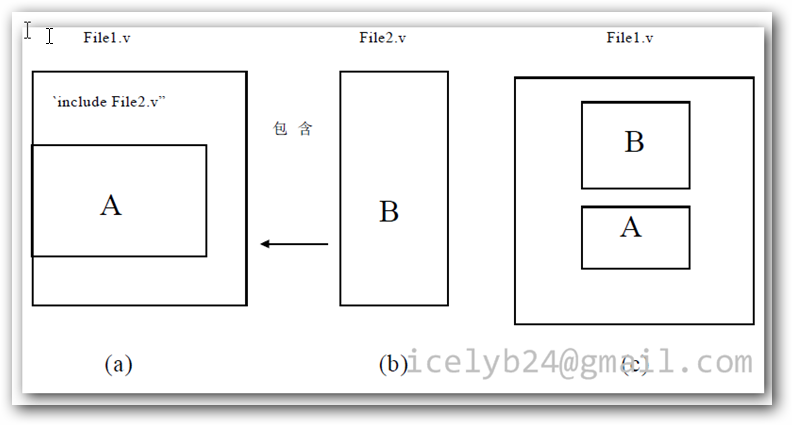 File1.v
File2.v
File1.v
`include File2.v”
包 含
A
B
B
A
(a)
(b)
(c)
icelyb24@gmail.com